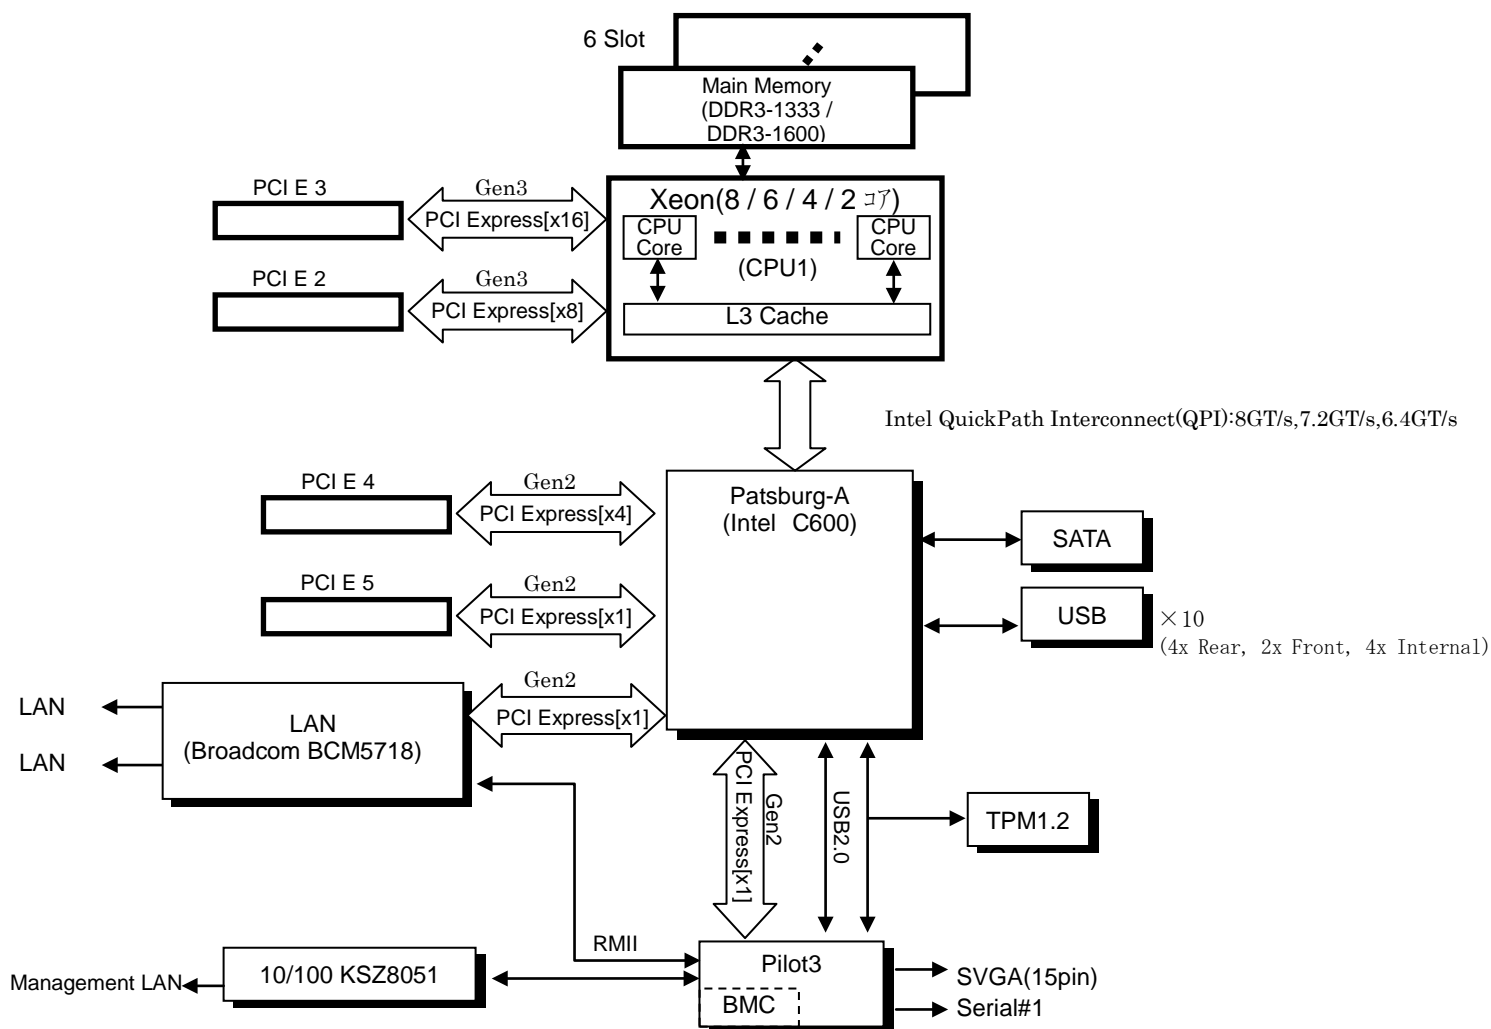 6 Slot
Main Memory
(DDR3-1333 /
DDR3-1600)
PCI E 3
Gen3
PCI Express[x16]
Xeon(8 / 6 / 4 / 2 コア)
CPU
Core
CPU
Core
(CPU1)
L3 Cache
PCI E 2
Gen3
PCI Express[x8]
Intel QuickPath Interconnect(QPI):8GT/s,7.2GT/s,6.4GT/s
PCI E 4
Gen2
PCI Express[x4]
Patsburg-A
(Intel C600)
SATA
PCI E 5
Gen2
PCI Express[x1]
USB
×10
(4x Rear, 2x Front, 4x Internal)
LAN
LAN
LAN
(Broadcom BCM5718)
Gen2
PCI Express[x1]
PCI Express[x1]
Gen2
USB2.0
TPM1.2
RMII
Management LAN
10/100 KSZ8051
Pilot3
BMC
SVGA(15pin)
Serial#1